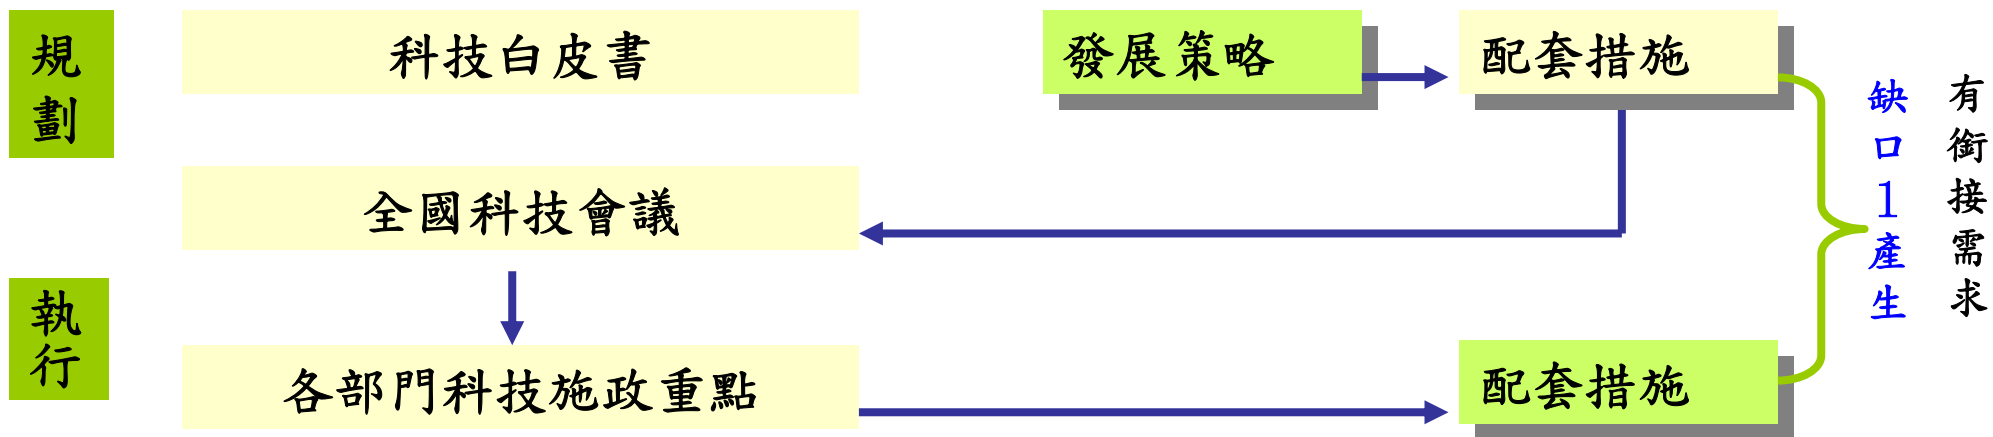 規劃
科技白皮書
發展策略
配套措施
全國科技會議
執行
各部門科技施政重點
配套措施
缺口1產生
有銜接需求